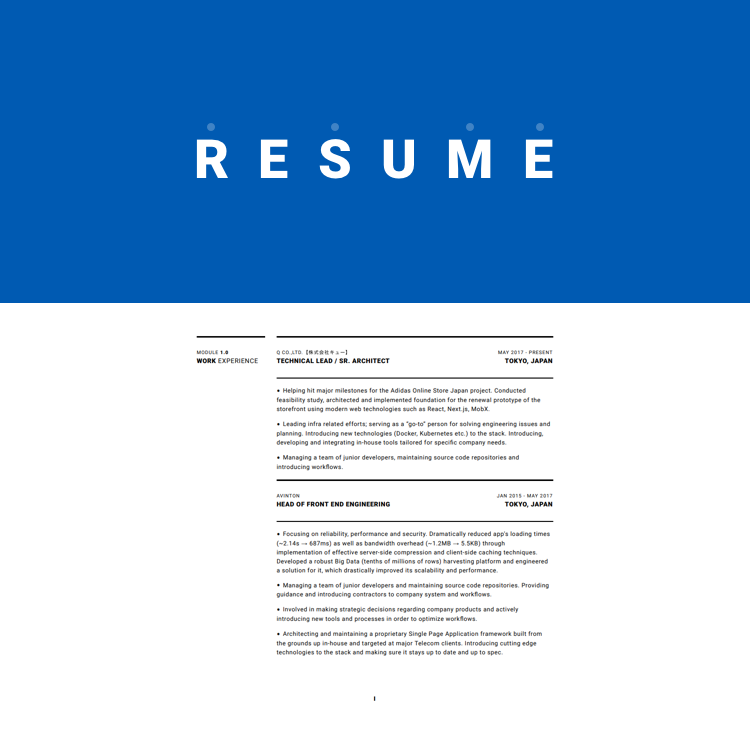 RESUME
MODULE 1.0
WORK EXPERIENCE
Q CO.,LTD. 【株式会社キュー】
MAY 2017 - PRESENT
TECHNICAL LEAD / SR. ARCHITECT
TOKYO, JAPAN
• Helping hit major milestones for the Adidas Online Store Japan project. Conducted
feasibility study, architected and implemented foundation for the renewal prototype of the
storefront using modern web technologies such as React, Next.js, MobX.
• Leading infra related efforts; serving as a "go-to" person for solving engineering issues and
planning. Introducing new technologies (Docker, Kubernetes etc.) to the stack. Introducing,
developing and integrating in-house tools tailored for specific company needs.
• Managing a team of junior developers, maintaining source code repositories and
introducing workflows.
AVINTON
JAN 2015 - MAY 2017
HEAD OF FRONT END ENGINEERING
TOKYO, JAPAN
• Focusing on reliability, performance and security. Dramatically reduced app's loading times
(~2.14s → 687ms) as well as bandwidth overhead (~1.2MB → 5.5KB) through
implementation of effective server-side compression and client-side caching techniques.
Developed a robust Big Data (tenths of millions of rows) harvesting platform and engineered
a solution for it, which drastically improved its scalability and performance.
• Managing a team of junior developers and maintaining source code repositories. Providing
guidance and introducing contractors to company system and workflows.
• Involved in making strategic decisions regarding company products and actively
introducing new tools and processes in order to optimize workflows.
• Architecting and maintaining a proprietary Single Page Application framework built from
the grounds up in-house and targeted at major Telecom clients. Introducing cutting edge
technologies to the stack and making sure it stays up to date and up to spec.
I